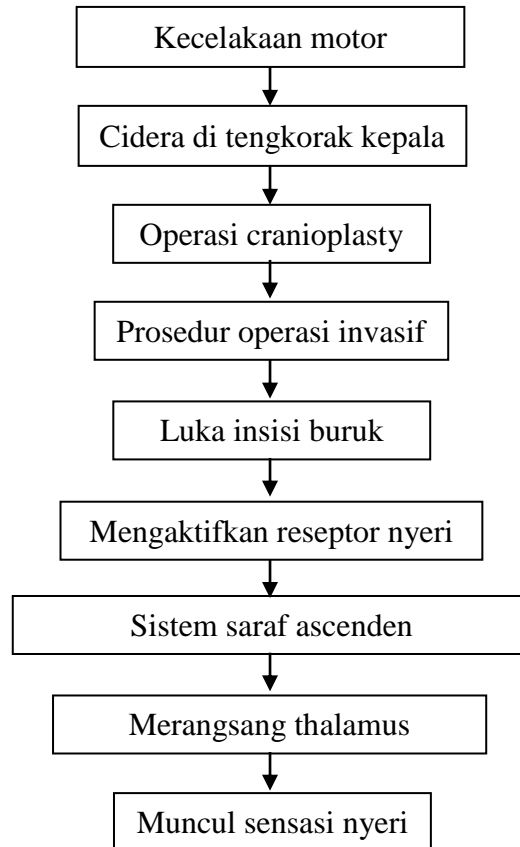 Kecelakaan motor
Cidera di tengkorak kepala
Operasi cranioplasty
Prosedur operasi invasif
Luka insisi buruk
Mengaktifkan reseptor nyeri
Sistem saraf ascenden
Merangsang thalamus
Muncul sensasi nyeri